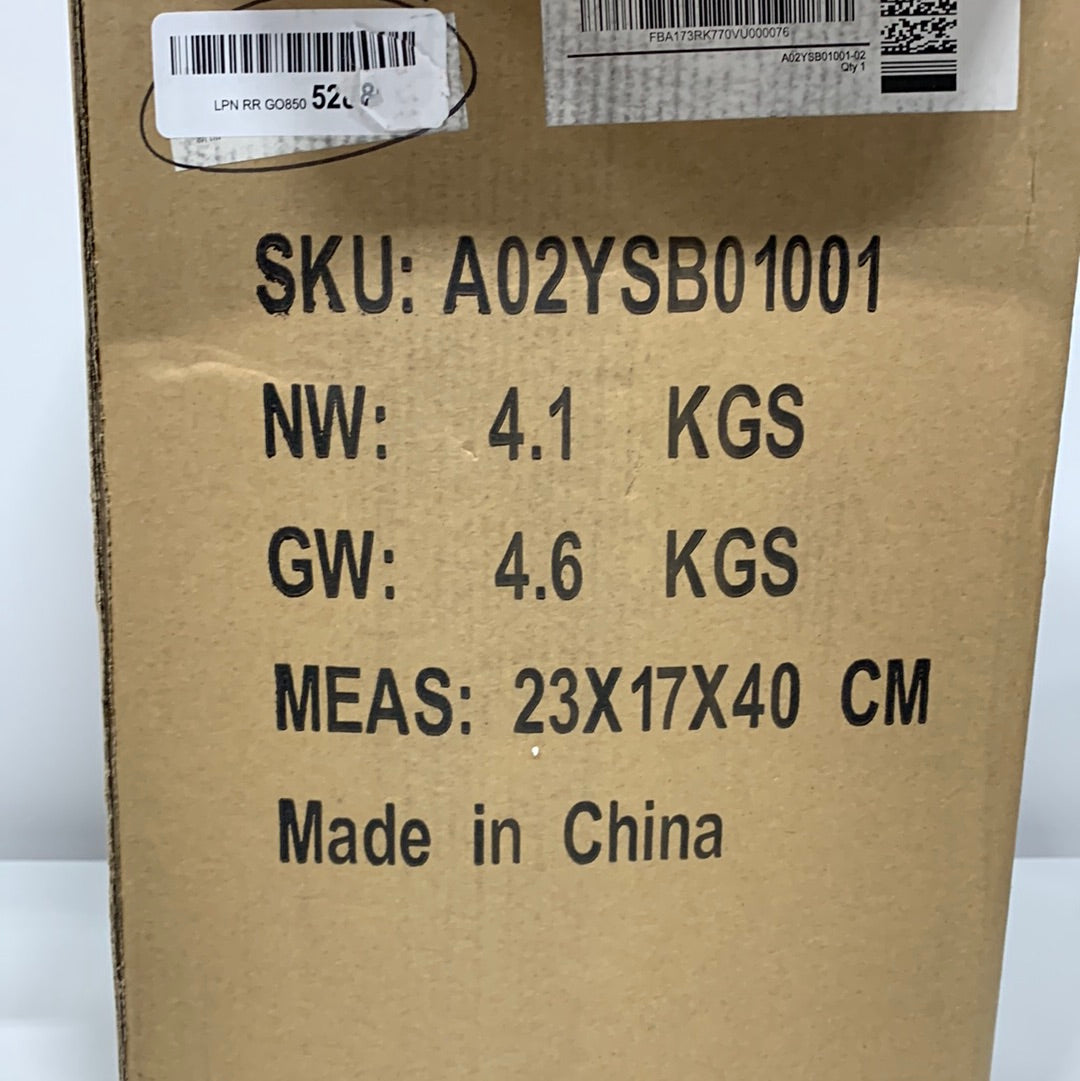 LPN RR GO850
FBA173RK770VU000076
A02YSB01001-02
Qty 1
SKU: A02YSB01001
NW: 4.1 KGS
GW: 4.6 KGS
MEAS: 23X17X40 CM
Made in China